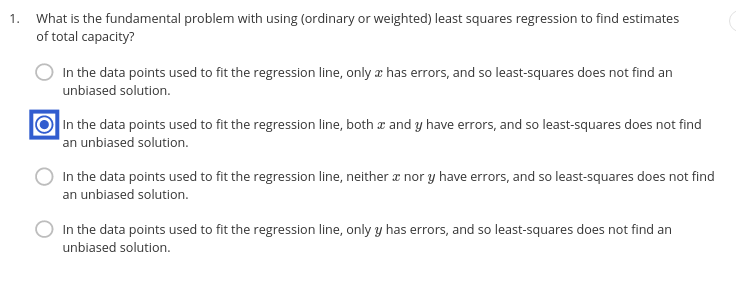 1. What is the fundamental problem with using (ordinary or weighted) least squares regression to find estimates
of total capacity?
In the data points used to fit the regression line, only x has errors, and so least-squares does not find an
unbiased solution.
In the data points used to fit the regression line, both x and y have errors, and so least-squares does not find
an unbiased solution.
In the data points used to fit the regression line, neither x nor y have errors, and so least-squares does not find
an unbiased solution.
In the data points used to fit the regression line, only y has errors, and so least-squares does not find an
unbiased solution.